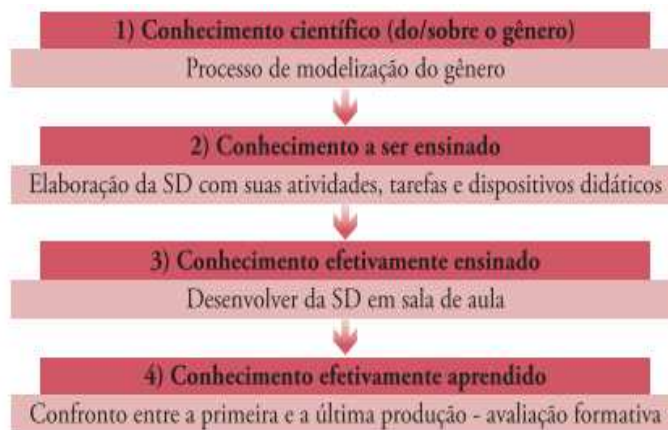 1) Conhecimento científico (do/sobre o gênero)
Processo de modelização do gênero
2) Conhecimento a ser ensinado
Elaboração da SD com suas atividades, tarefas e dispositivos didáticos
3) Conhecimento efetivamente ensinado
Desenvolver da SD em sala de aula
4) Conhecimento efetivamente aprendido
Confronto entre a primeira e a última produção - avaliação formativa